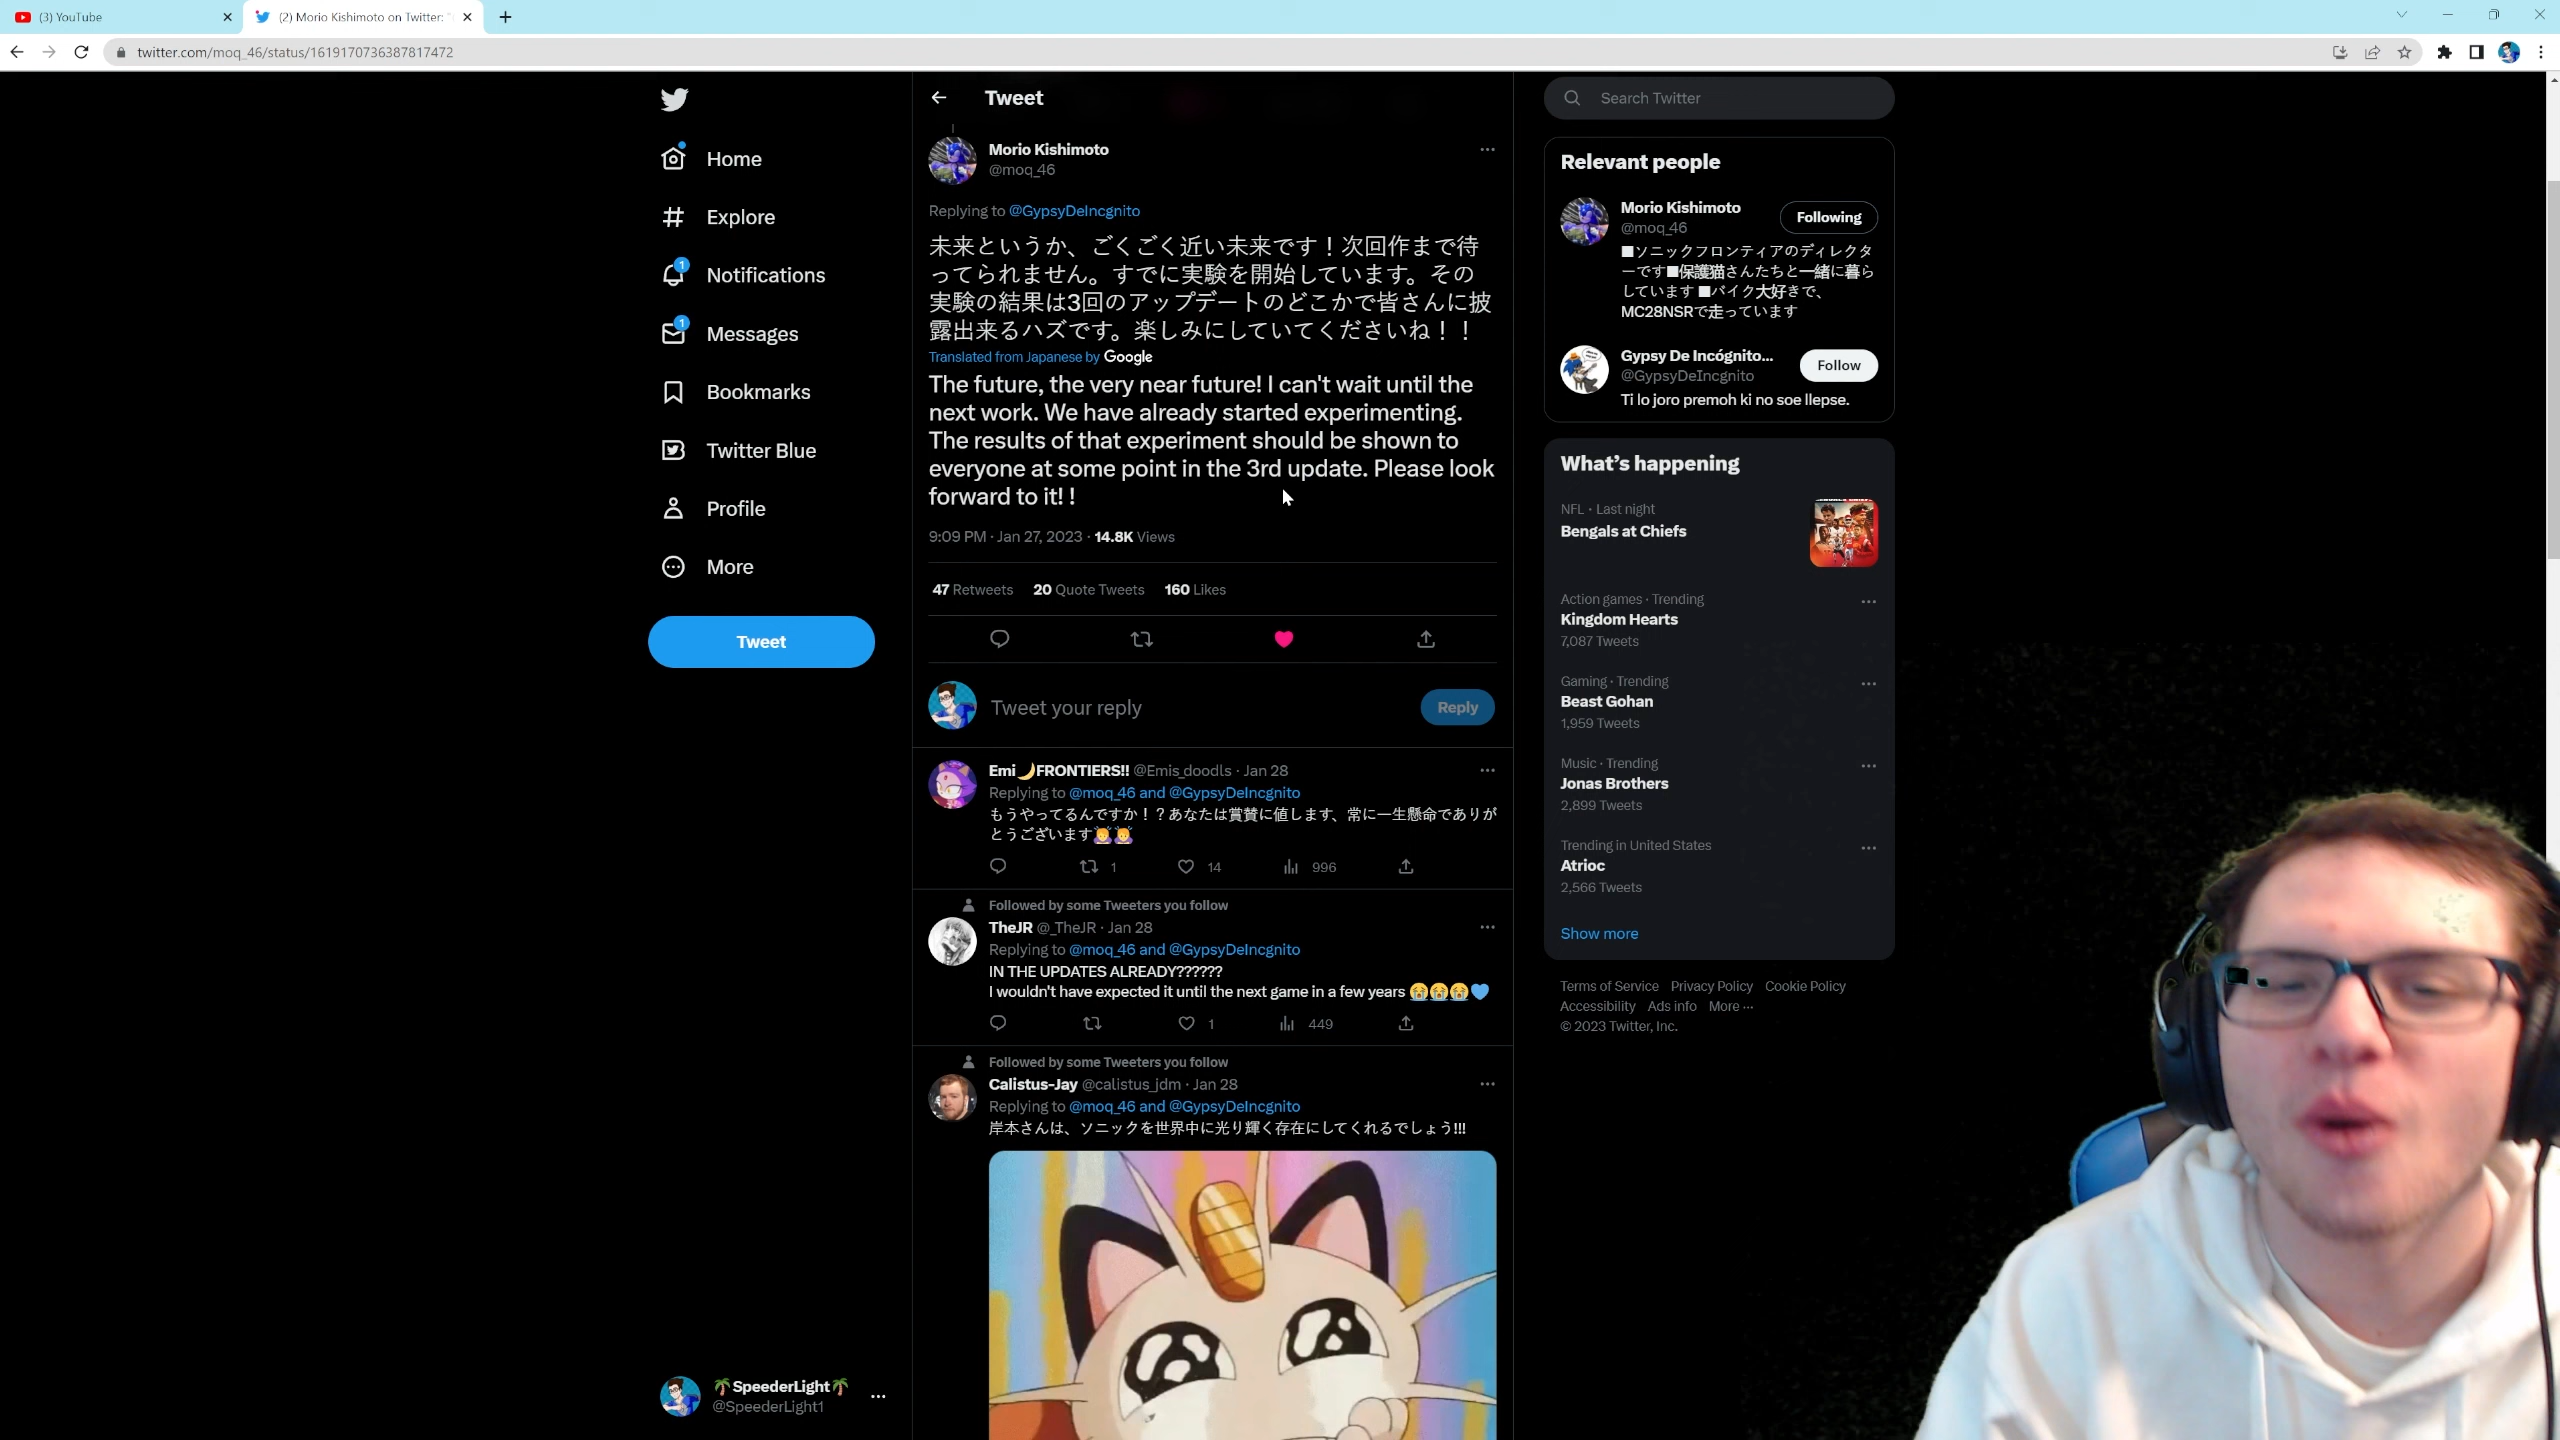 (3) YouTube
(2) Morio Kishimoto on Twitter: "
twitter.com/moq_46/status/1619170736387817472
Home
Explore
1
Notifications
1
Messages
Bookmarks
Twitter Blue
Profile
More
Tweet
🌴SpeederLight🌴
@SpeederLight1
Tweet
Morio Kishimoto
@moq_46
Replying to @GypsyDeIncgnito
未来というか、ごくごく近い未来です！次回作まで待
ってられません。すでに実験を開始しています。その
実験の結果は3回のアップデートのどこかで皆さんに披
露出来るハズです。楽しみにしていてくださいね！！
Translated from Japanese by Google
The future, the very near future! I can't wait until the
next work. We have already started experimenting.
The results of that experiment should be shown to
everyone at some point in the 3rd update. Please look
forward to it! !
9:09 PM · Jan 27, 2023 · 14.8K Views
47 Retweets 20 Quote Tweets 160 Likes
Tweet your reply
Reply
Emi🌙FRONTIERS!! @Emis_doodls · Jan 28
Replying to @moq_46 and @GypsyDeIncgnito
もうやってるんですか！？あなたは賞賛に値します、常に一生懸命でありが
とうございます🙇🙇
1 14 996
Followed by some Tweeters you follow
TheJR @_TheJR · Jan 28
Replying to @moq_46 and @GypsyDeIncgnito
IN THE UPDATES ALREADY??????
I wouldn't have expected it until the next game in a few years 😭😭😭💙
1 449
Followed by some Tweeters you follow
Calistus-Jay @calistus_jdm · Jan 28
Replying to @moq_46 and @GypsyDeIncgnito
岸本さんは、ソニックを世界中に光り輝く存在にしてくれるでしょう!!!
Search Twitter
Relevant people
Morio Kishimoto
@moq_46
Following
■ソニックフロンティアのディレクタ
ーです■保護猫さんたちと一緒に暮ら
しています ■バイク大好きで、
MC28NSRで走っています
Gypsy De Incógnito...
@GypsyDeIncgnito
Follow
Ti lo joro premoh ki no soe llepse.
What's happening
NFL · Last night
Bengals at Chiefs
Action games · Trending
Kingdom Hearts
7,087 Tweets
Gaming · Trending
Beast Gohan
1,959 Tweets
Music · Trending
Jonas Brothers
2,899 Tweets
Trending in United States
Atrioc
2,566 Tweets
Show more
Terms of Service Privacy Policy Cookie Policy
Accessibility Ads info More ···
© 2023 Twitter, Inc.